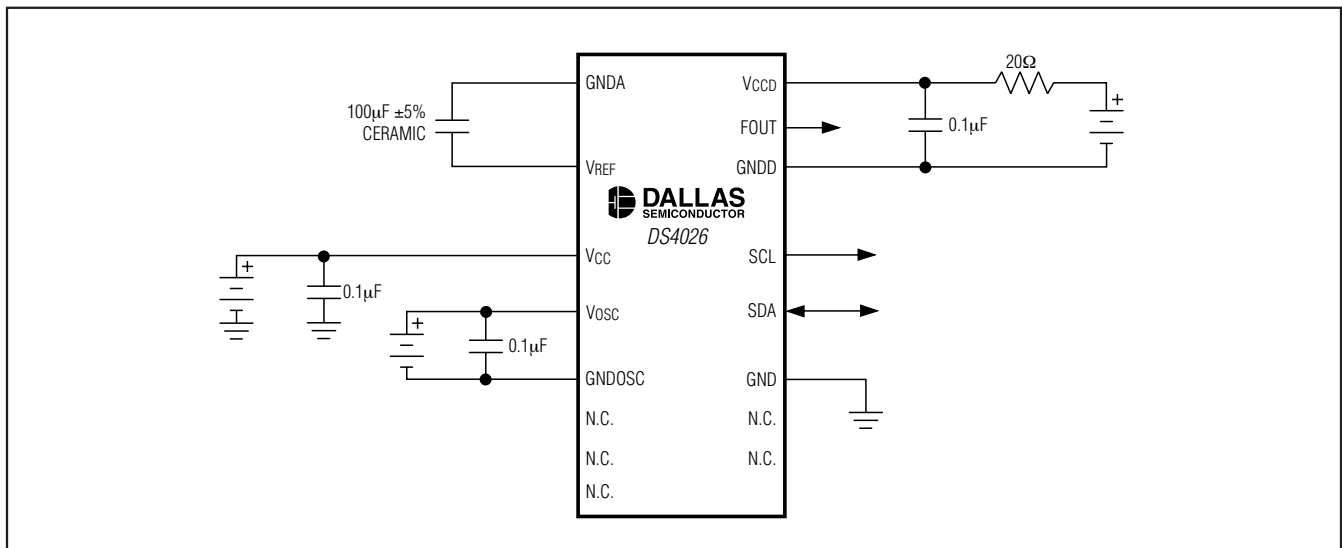 GNDA
100μF ±5%
CERAMIC
VREF
DALLAS
SEMICONDUCTOR
DS4026
VCC
+
0.1μF
VOSC
+
0.1μF
GNDOSC
N.C.
N.C.
N.C.
VCCD
20Ω
+
FOUT
0.1μF
GNDD
SCL
SDA
GND
N.C.
N.C.